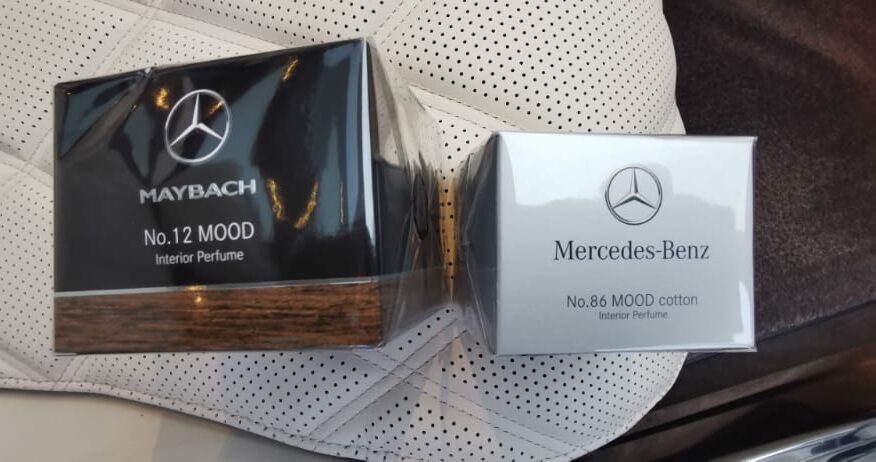 MAYBACH
No.12 MOOD
Interior Perfume
Mercedes-Benz
No.86 MOOD cotton
Interior Perfume